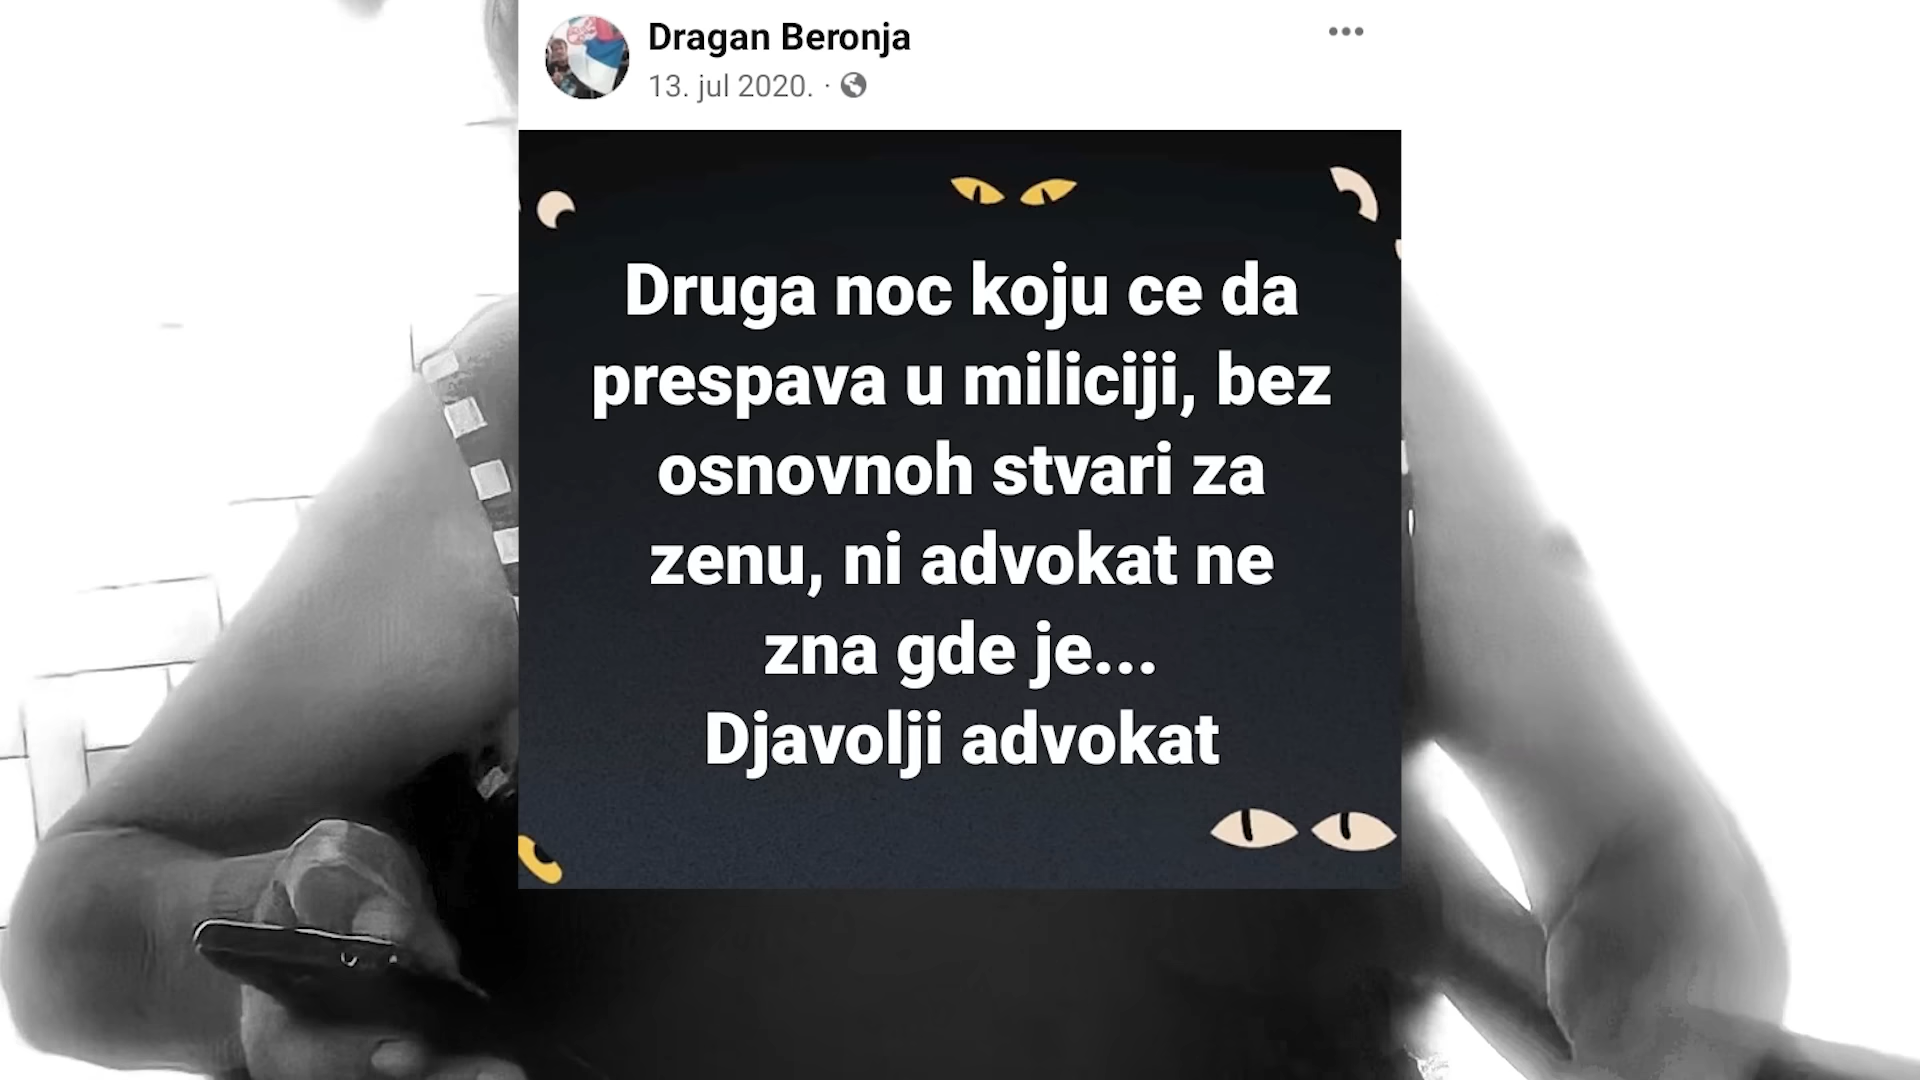 Dragan Beronja
13. jul 2020. ·
Druga noc koju ce da
prespava u miliciji, bez
osnovnoh stvari za
zenu, ni advokat ne
zna gde je...
Djavolji advokat